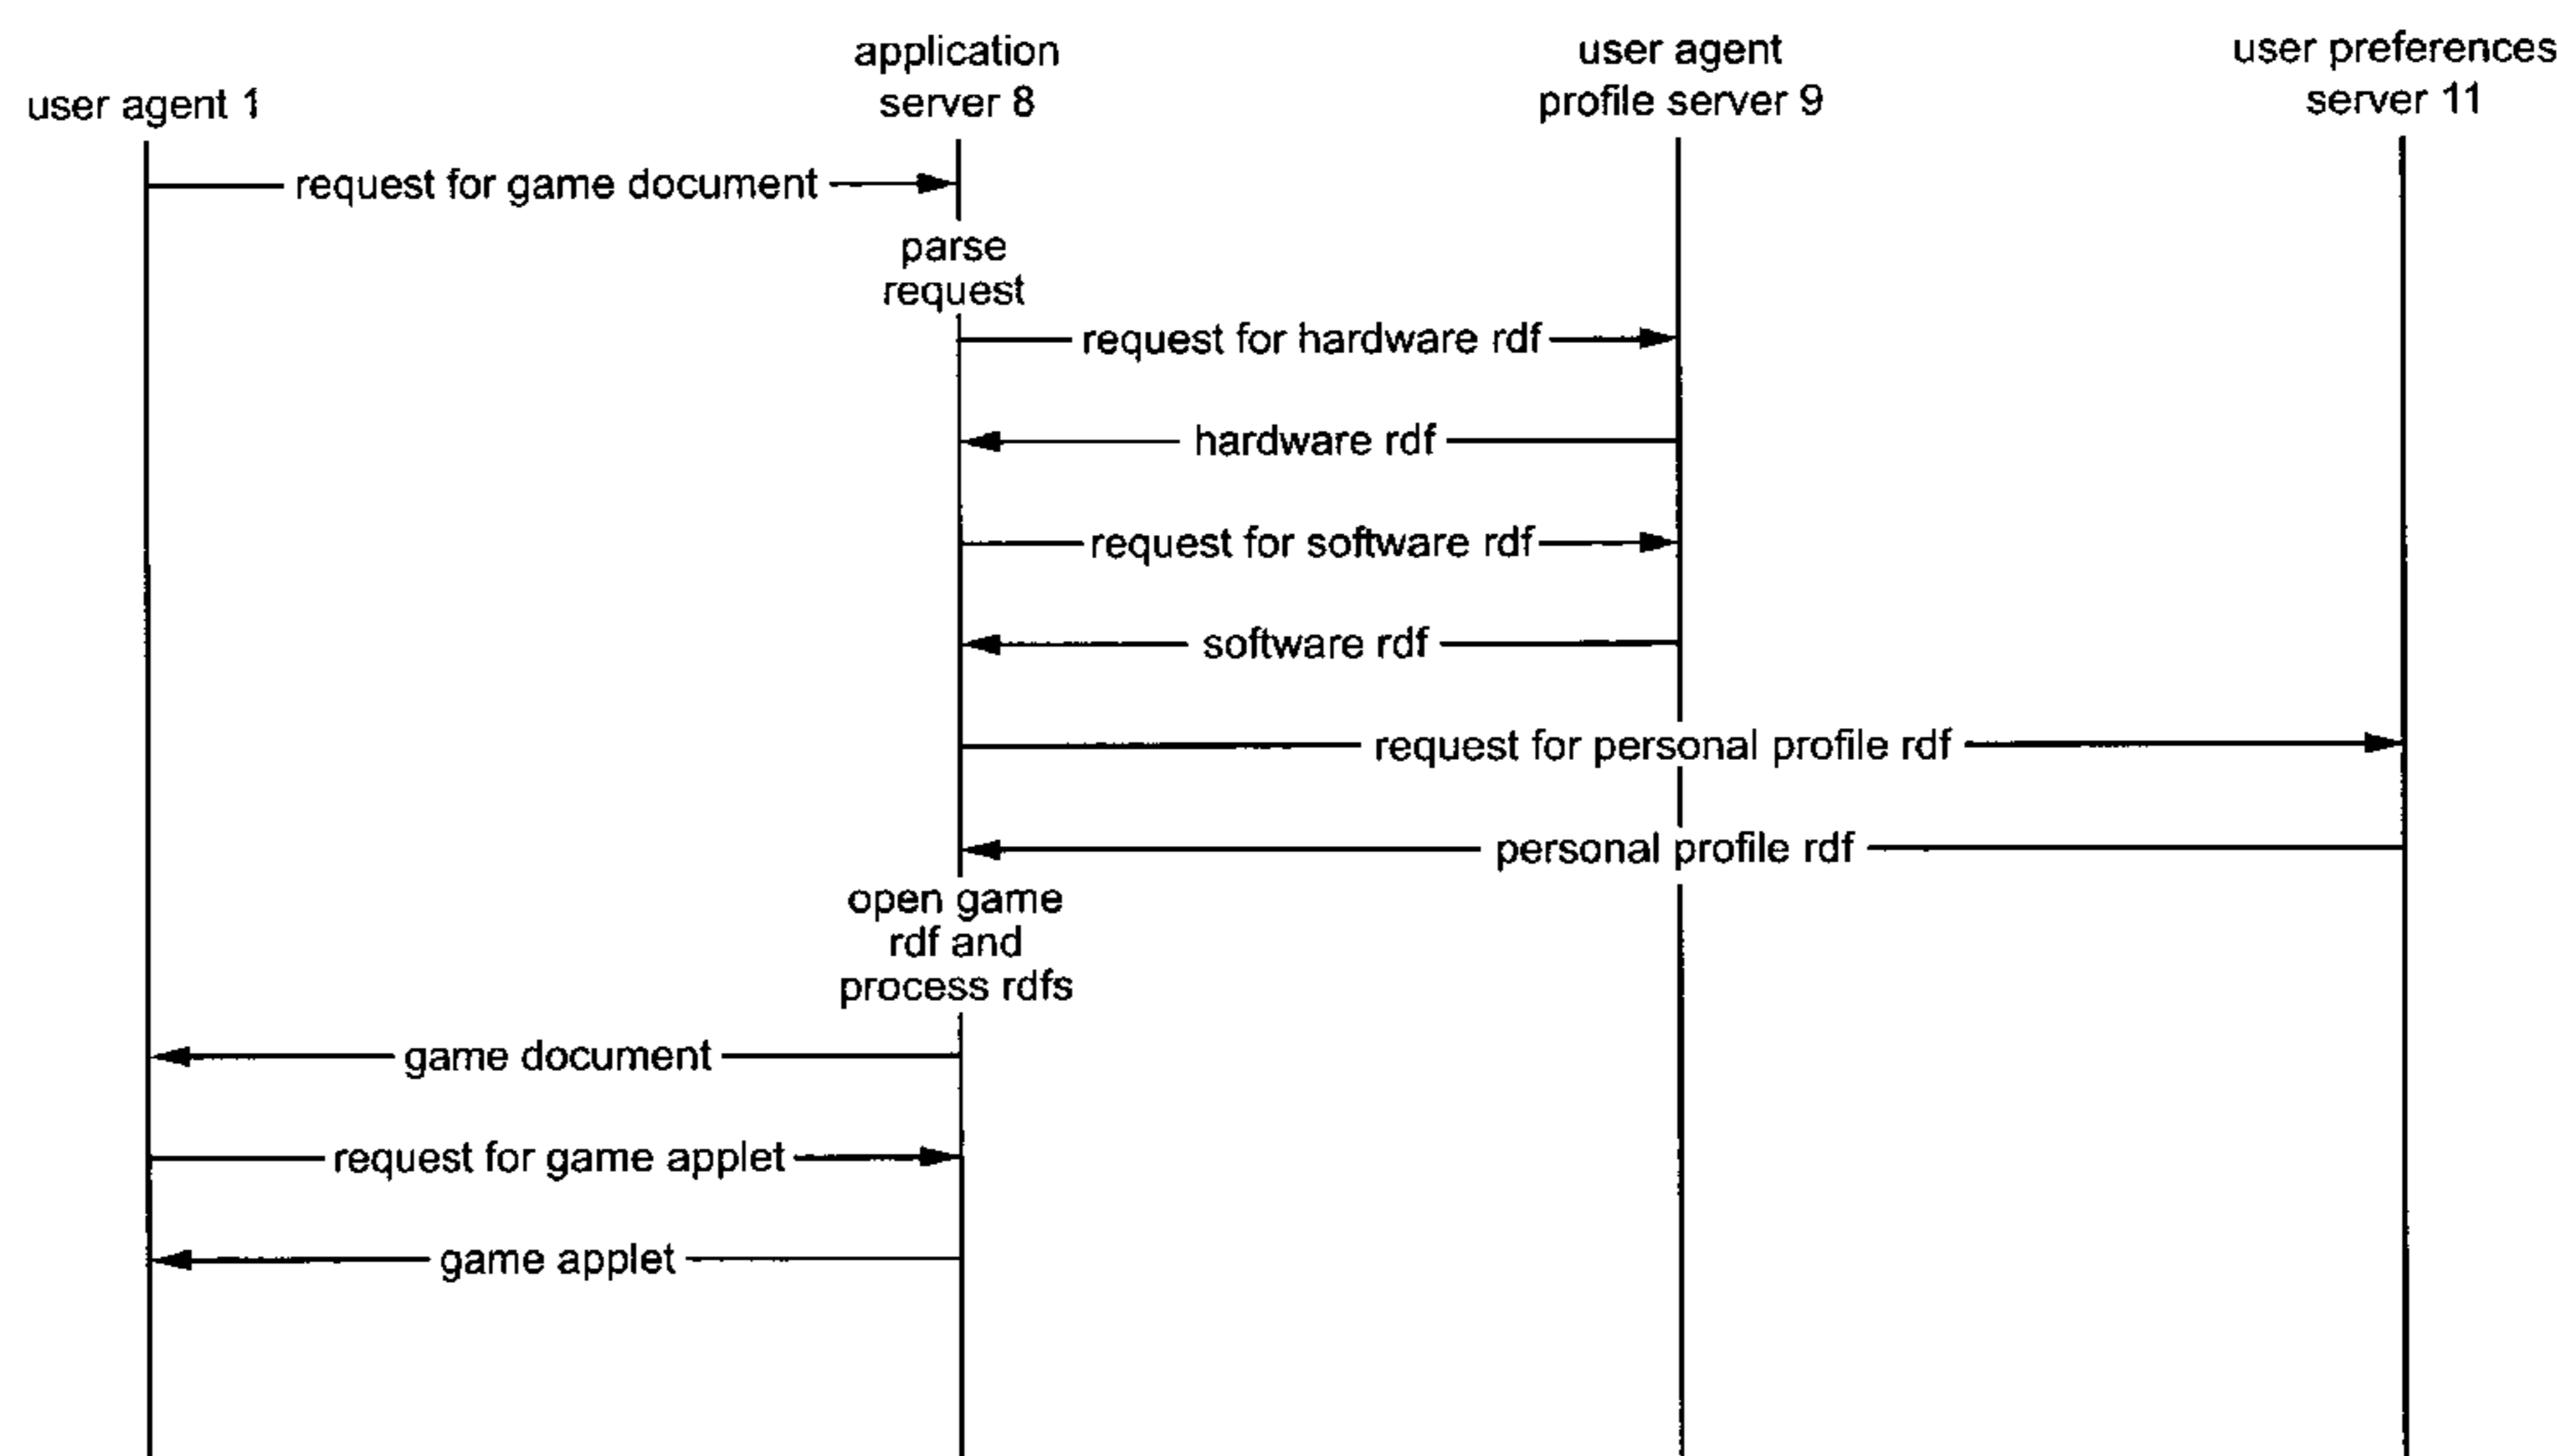 user agent 1
application
server 8
user agent
profile server 9
user preferences
server 11
request for game document
parse
request
request for hardware rdf
hardware rdf
request for software rdf
software rdf
request for personal profile rdf
personal profile rdf
open game
rdf and
process rdfs
game document
request for game applet
game applet